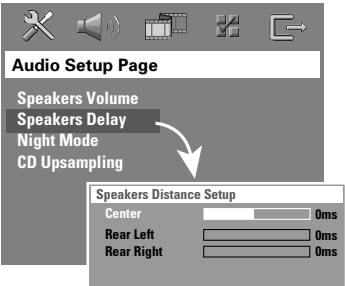 Audio Setup Page
Speakers Volume
Speakers Delay
Night Mode
CD Upsampling
Speakers Distance Setup
Center 0ms
Rear Left 0ms
Rear Right 0ms